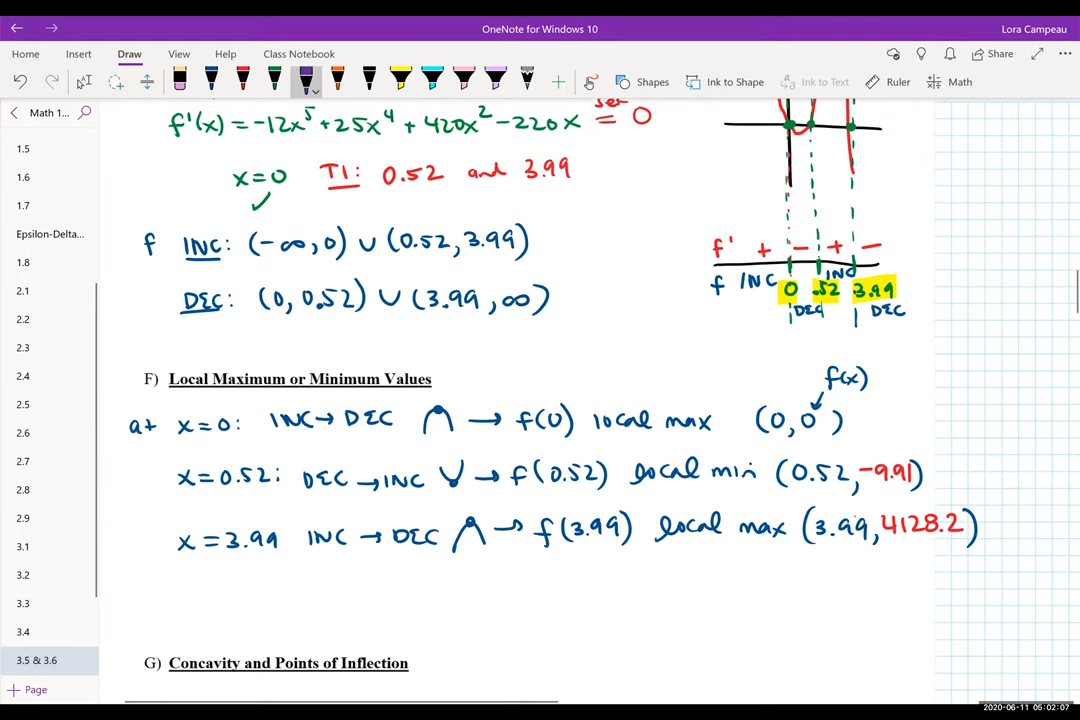 OneNote for Windows 10
Lora Campeau
Home Insert Draw View Help Class Notebook
Share
Shapes Ink to Shape Ink to Text Ruler Math
Math 1...
1.5
1.6
1.7
Epsilon-Delta...
1.8
2.1
2.2
2.3
2.4
2.5
2.6
2.7
2.8
2.9
3.1
3.2
3.3
3.4
3.5 & 3.6
Page
set
f'(x) = -12x⁵ + 25x⁴ + 420x² - 220x = 0
x=0 TI: 0.52 and 3.99
f INC: (-∞, 0) ∪ (0.52, 3.99)
DEC: (0, 0.52) ∪ (3.99, ∞)
f' + - + -
f INC INC
0 .52 3.99
DEC DEC
F) Local Maximum or Minimum Values
f(x)
at x=0: INC → DEC → f(0) local max (0, 0)
x=0.52: DEC → INC → f(0.52) local min (0.52, -9.91)
x=3.99 INC → DEC → f(3.99) local max (3.99, 4128.2)
G) Concavity and Points of Inflection
2020-06-11 05:02:07